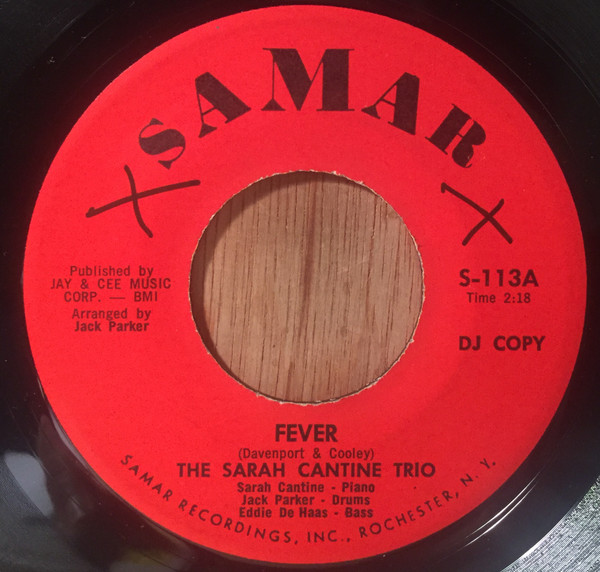 SAMAR
X
X
Published by
JAY & CEE MUSIC
CORP. — BMI
Arranged by
Jack Parker
S-113A
Time 2:18
DJ COPY
FEVER
(Davenport & Cooley)
THE SARAH CANTINE TRIO
Sarah Cantine - Piano
Jack Parker - Drums
Eddie De Haas - Bass
SAMAR RECORDINGS, INC., ROCHESTER, N. Y.